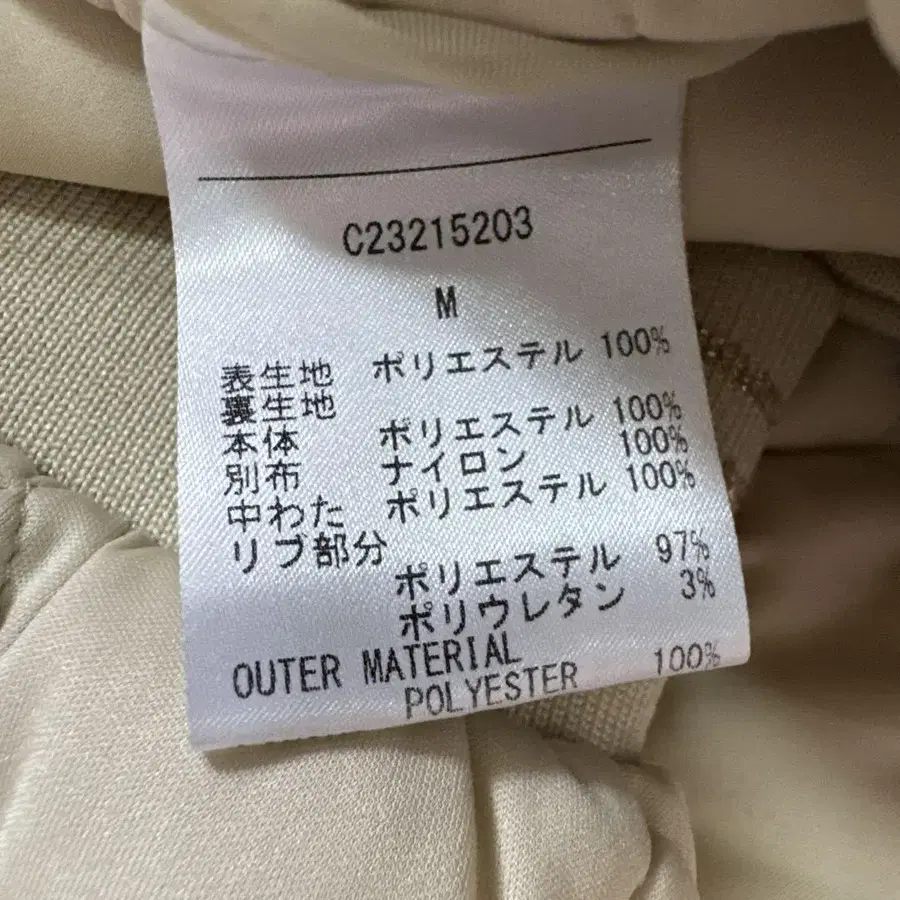 C23215203
M
表生地 ポリエステル 100%
裏生地
本体 ポリエステル 100%
別布 ナイロン 100%
中わた ポリエステル 100%
リブ部分
ポリエステル 97%
ポリウレタン 3%
OUTER MATERIAL
POLYESTER 100%